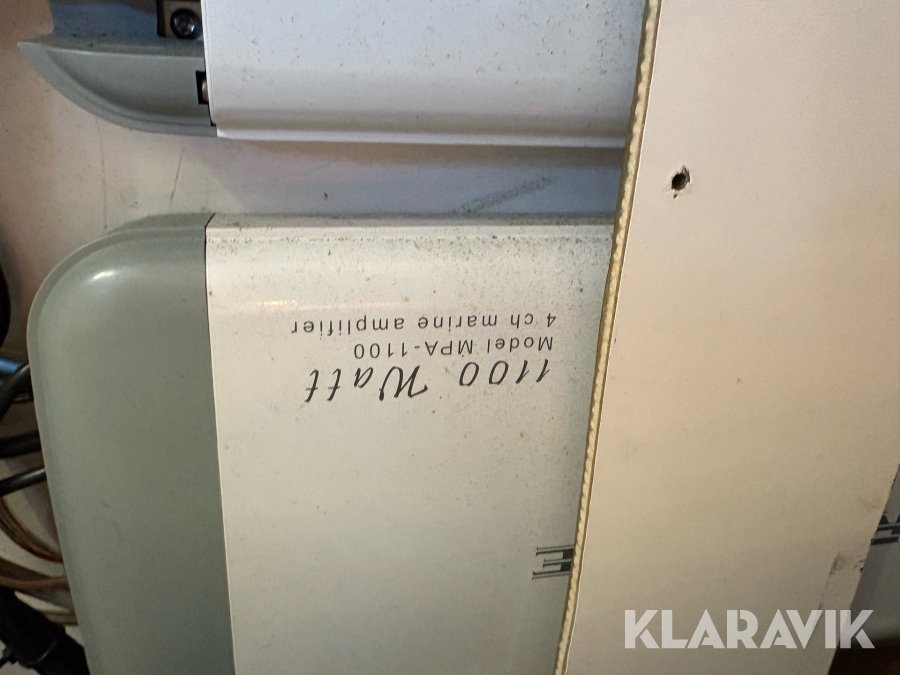 1100 Watt
Model MPA-1100
4 ch marine amplifier
KLARAVIK